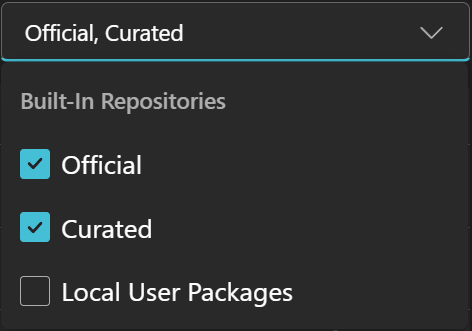 Official, Curated
Built-In Repositories
Official
Curated
Local User Packages